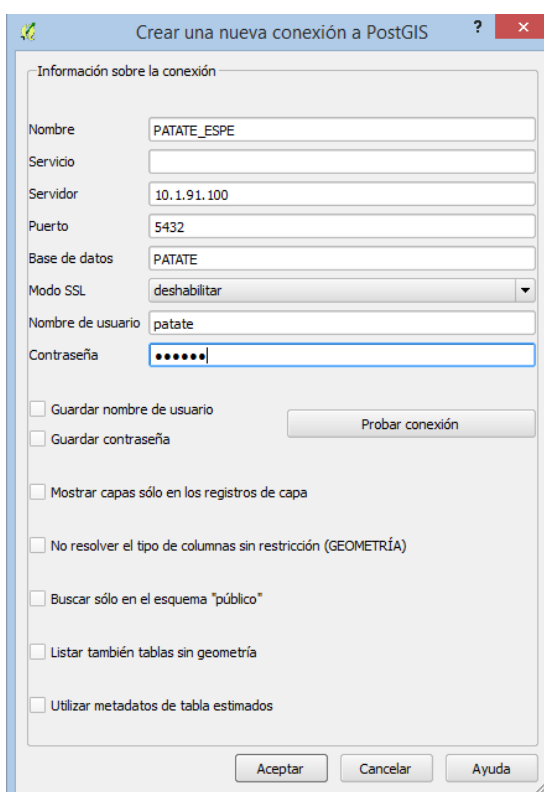 Crear una nueva conexión a PostGIS ?
Información sobre la conexión
Nombre PATATE_ESPE
Servicio
Servidor 10.1.91.100
Puerto 5432
Base de datos PATATE
Modo SSL deshabilitar
Nombre de usuario patate
Contraseña ●●●●●●
Guardar nombre de usuario
Probar conexión
Guardar contraseña
Mostrar capas sólo en los registros de capa
No resolver el tipo de columnas sin restricción (GEOMETRÍA)
Buscar sólo en el esquema "público"
Listar también tablas sin geometría
Utilizar metadatos de tabla estimados
Aceptar Cancelar Ayuda